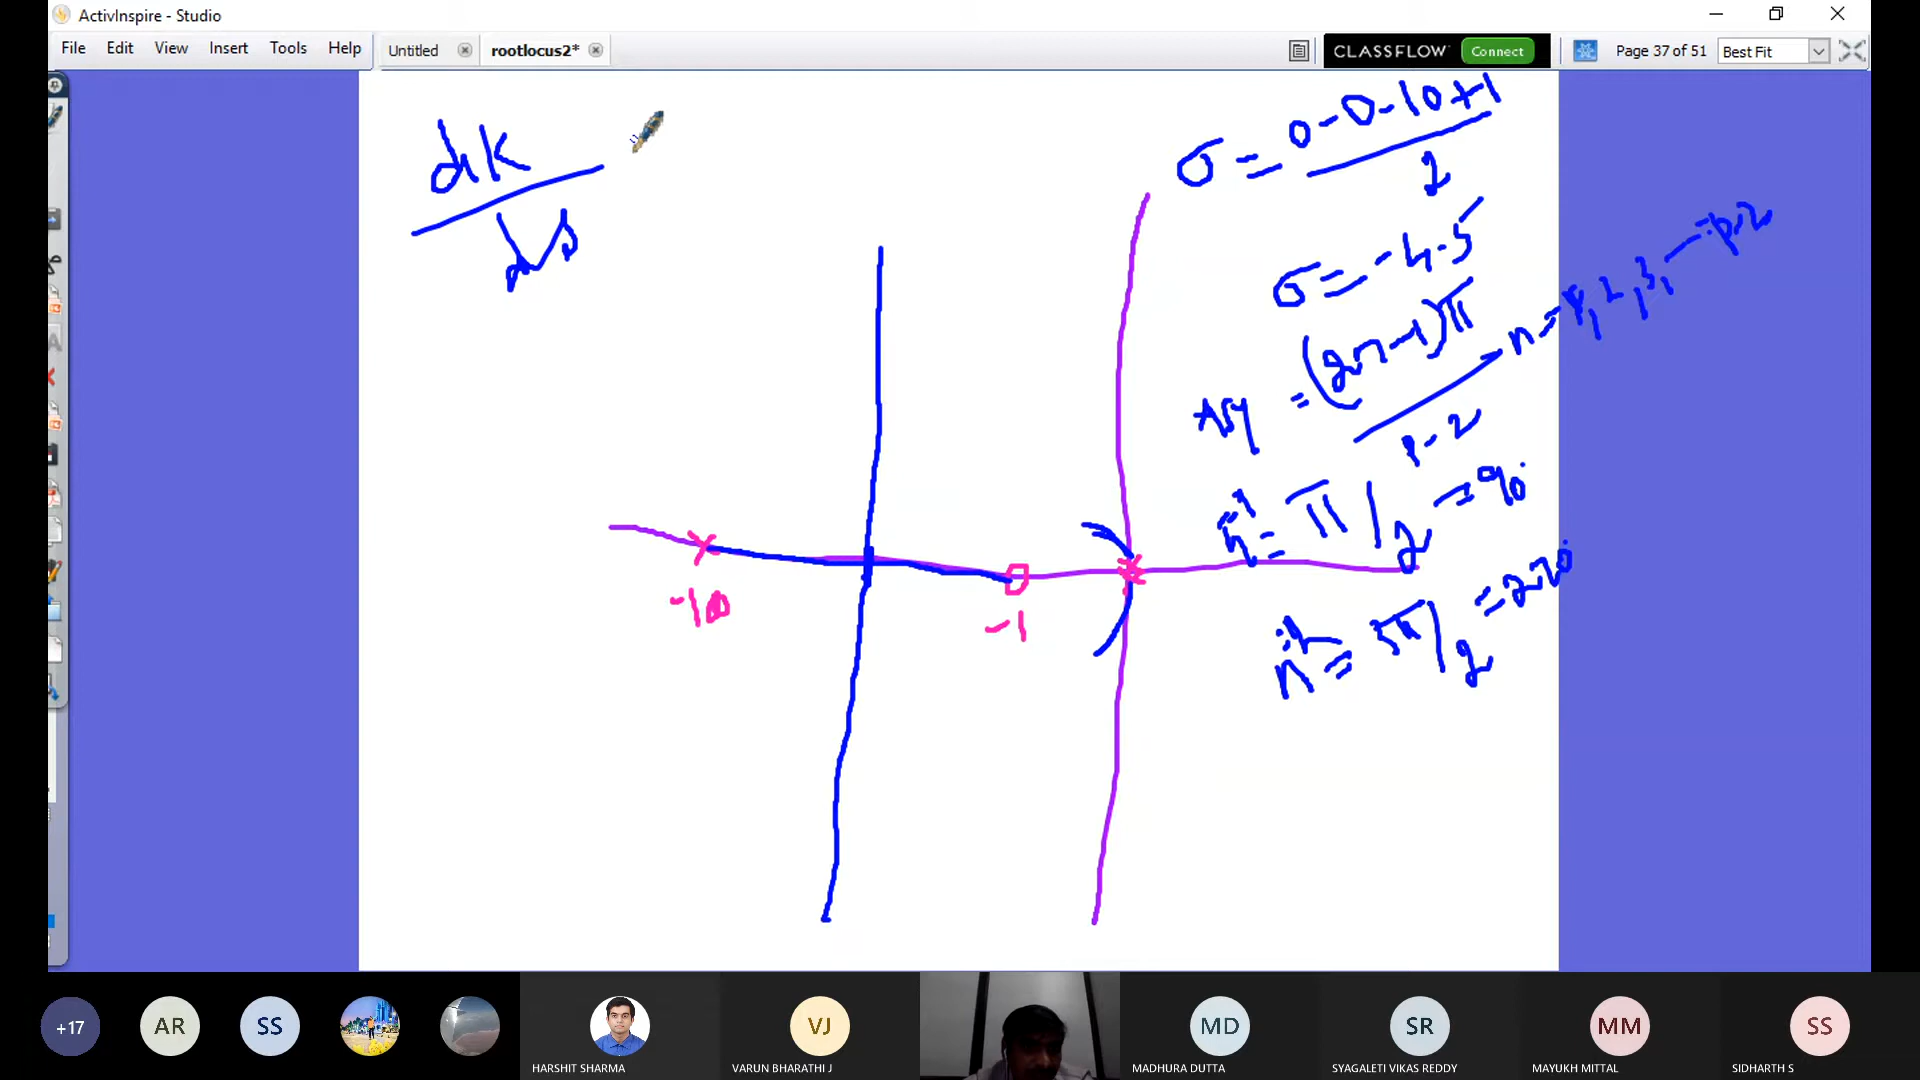 ActivInspire - Studio
File Edit View Insert Tools Help
Untitled
rootlocus2*
CLASSFLOW
Connect
Page 37 of 51
Best Fit
dk
ds
σ = 0-0-10+1
2
σ = -4.5
Asy = (2n-1)π
p-z
n=1, 2, 3, - p-z
n=1 = π/2 = 90°
n=2 = 3π/2 = 270°
-10
-1
+17
AR
SS
HARSHIT SHARMA
VJ
VARUN BHARATHI J
MD
MADHURA DUTTA
SR
SYAGALETI VIKAS REDDY
MM
MAYUKH MITTAL
SS
SIDHARTH S